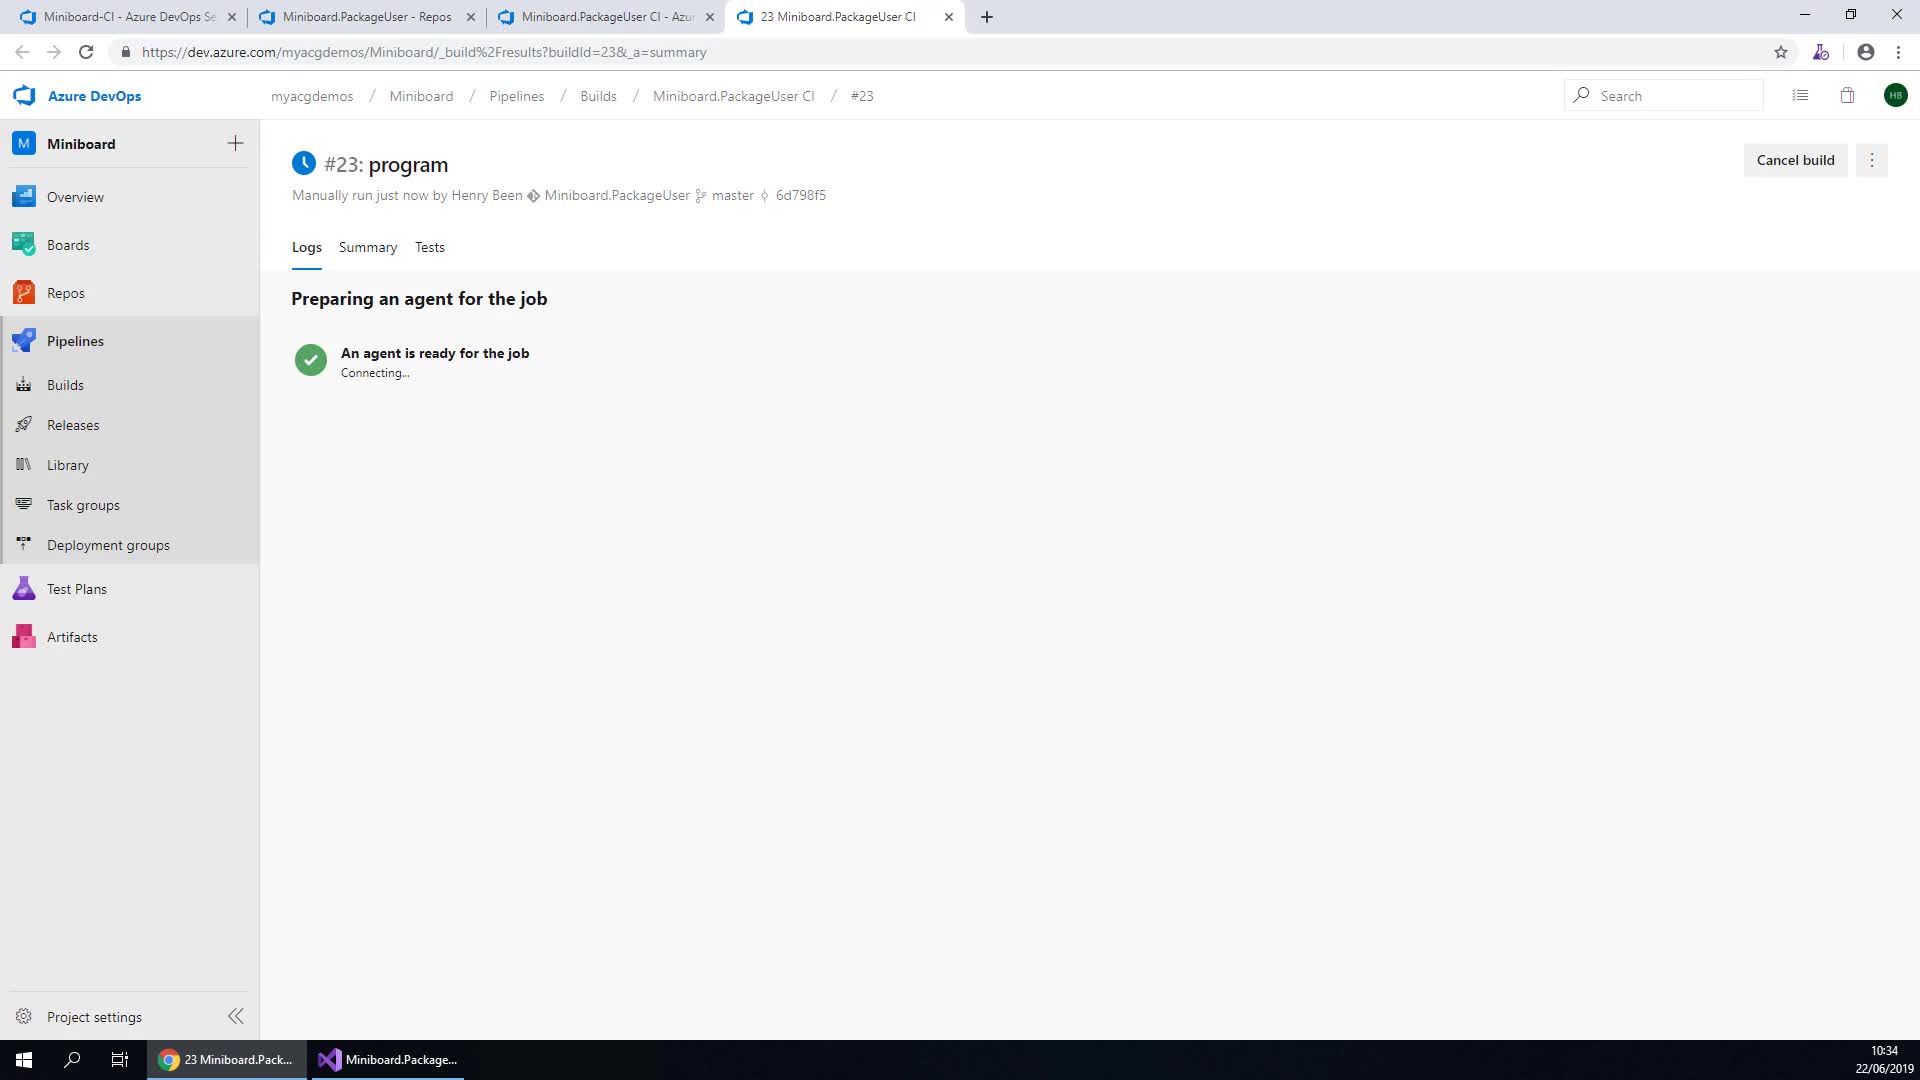 Miniboard-CI - Azure DevOps Se
Miniboard.PackageUser - Repos
Miniboard.PackageUser CI - Azu
23 Miniboard.PackageUser CI
https://dev.azure.com/myacgdemos/Miniboard/_build%2Fresults?buildId=23&_a=summary
Azure DevOps
myacgdemos / Miniboard / Pipelines / Builds / Miniboard.PackageUser CI / #23
Search
HB
M Miniboard
Overview
Boards
Repos
Pipelines
Builds
Releases
Library
Task groups
Deployment groups
Test Plans
Artifacts
Project settings
#23: program
Cancel build
Manually run just now by Henry Been Miniboard.PackageUser master 6d798f5
Logs Summary Tests
Preparing an agent for the job
An agent is ready for the job
Connecting...
23 Miniboard.Pack...
Miniboard.Package...
10:34
22/06/2019